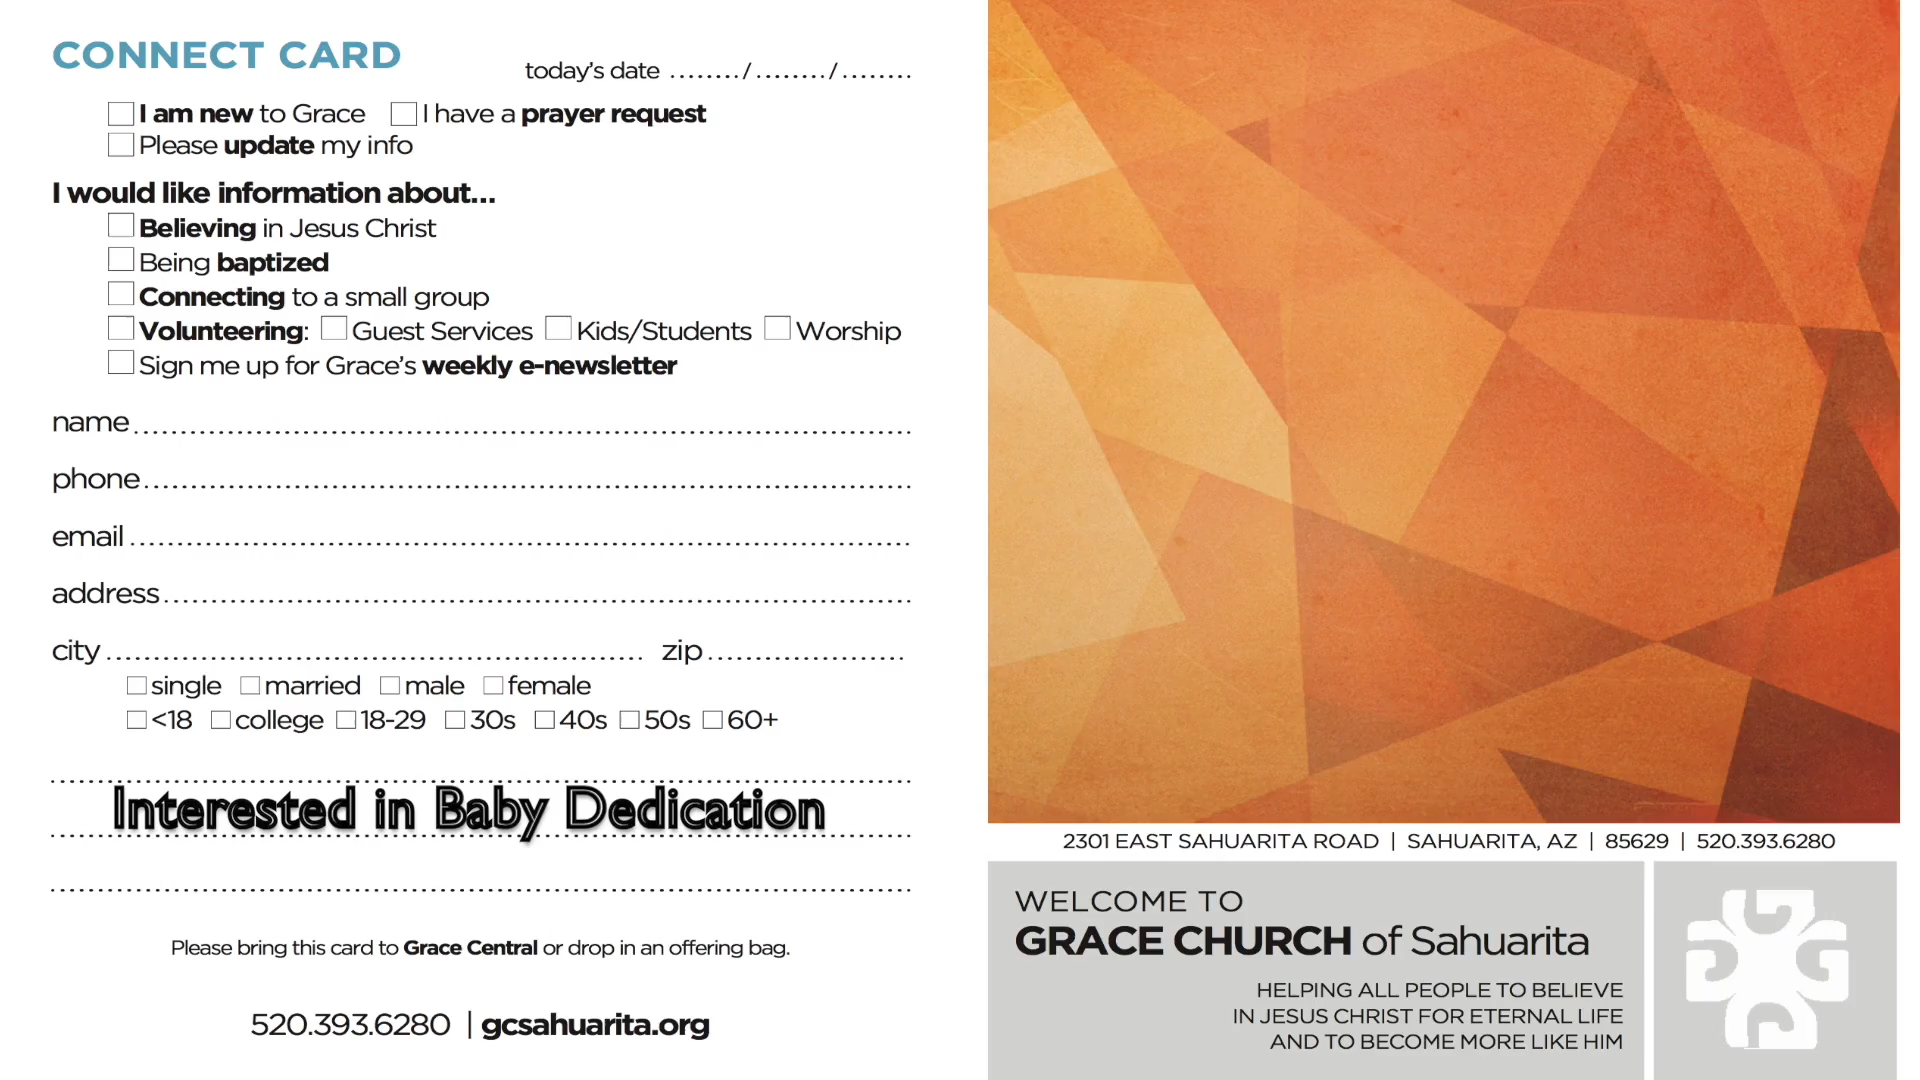 CONNECT CARD
today's date ......../......../........
I am new to Grace I have a prayer request
Please update my info
I would like information about...
Believing in Jesus Christ
Being baptized
Connecting to a small group
Volunteering: Guest Services Kids/Students Worship
Sign me up for Grace's weekly e-newsletter
name
phone
email
address
city zip
single married male female
<18 college 18-29 30s 40s 50s 60+
Interested in Baby Dedication
Please bring this card to Grace Central or drop in an offering bag.
520.393.6280 | gcsahuarita.org
2301 EAST SAHUARITA ROAD | SAHUARITA, AZ | 85629 | 520.393.6280
WELCOME TO
GRACE CHURCH of Sahuarita
HELPING ALL PEOPLE TO BELIEVE
IN JESUS CHRIST FOR ETERNAL LIFE
AND TO BECOME MORE LIKE HIM